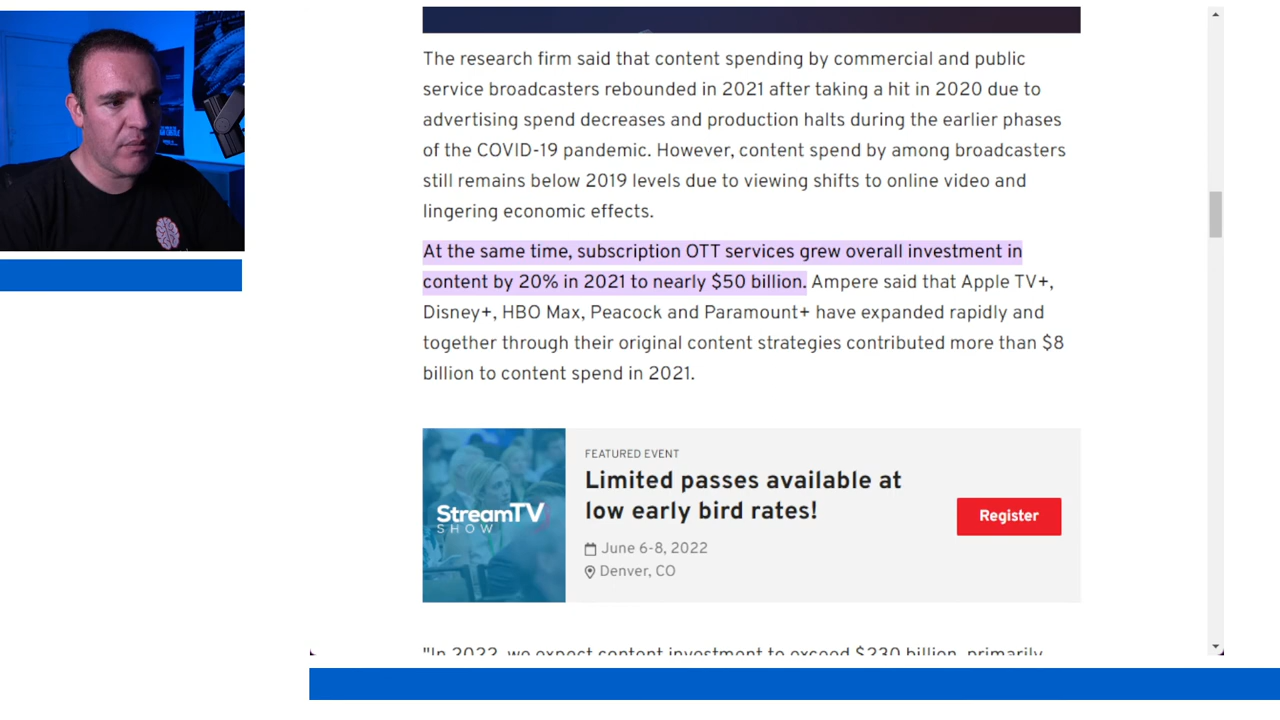 The research firm said that content spending by commercial and public
service broadcasters rebounded in 2021 after taking a hit in 2020 due to
advertising spend decreases and production halts during the earlier phases
of the COVID-19 pandemic. However, content spend by among broadcasters
still remains below 2019 levels due to viewing shifts to online video and
lingering economic effects.
At the same time, subscription OTT services grew overall investment in
content by 20% in 2021 to nearly $50 billion. Ampere said that Apple TV+,
Disney+, HBO Max, Peacock and Paramount+ have expanded rapidly and
together through their original content strategies contributed more than $8
billion to content spend in 2021.
StreamTV
SHOW
FEATURED EVENT
Limited passes available at
low early bird rates!
June 6-8, 2022
Denver, CO
Register
"In 2022, we expect content investment to exceed $230 billion, primarily